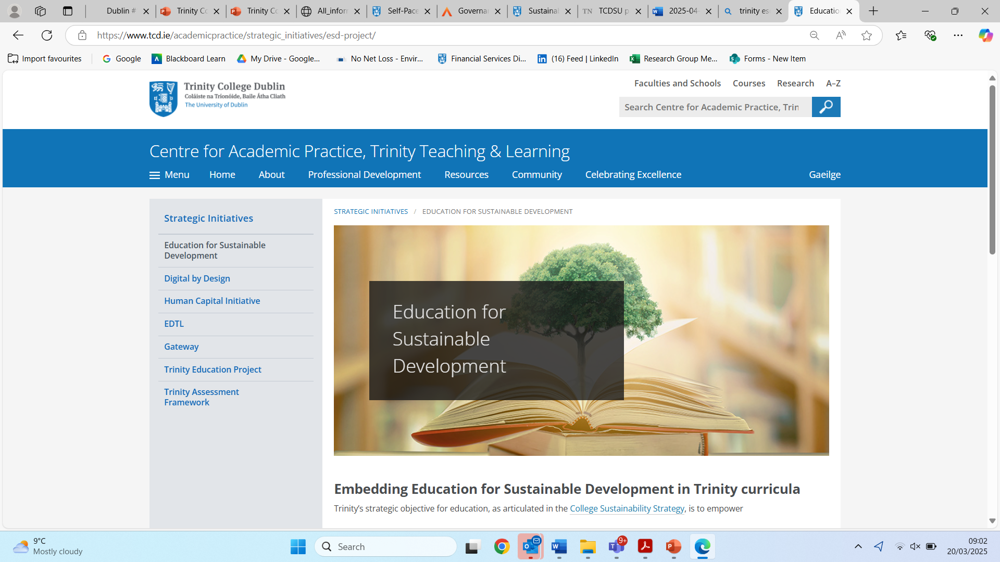 Dublin #
Trinity Co
Trinity Co
All_inforn
Self-Pace
Governan
Sustainab
TN TCDSU p
2025-04-
trinity esd
Education
https://www.tcd.ie/academicpractice/strategic_initiatives/esd-project/
Import favourites
Google
Blackboard Learn
My Drive - Google...
No Net Loss - Envir...
Financial Services Di...
(16) Feed | LinkedIn
Research Group Me...
Forms - New Item
Trinity College Dublin
Coláiste na Tríonóide, Baile Átha Cliath
The University of Dublin
Faculties and Schools
Courses
Research
A–Z
Search Centre for Academic Practice, Trin
Centre for Academic Practice, Trinity Teaching & Learning
Menu
Home
About
Professional Development
Resources
Community
Celebrating Excellence
Gaeilge
Strategic Initiatives
Education for Sustainable
Development
Digital by Design
Human Capital Initiative
EDTL
Gateway
Trinity Education Project
Trinity Assessment
Framework
STRATEGIC INITIATIVES / EDUCATION FOR SUSTAINABLE DEVELOPMENT
Education for
Sustainable
Development
Embedding Education for Sustainable Development in Trinity curricula
Trinity’s strategic objective for education, as articulated in the College Sustainability Strategy, is to empower
9°C
Mostly cloudy
Search
9+
09:02
20/03/2025